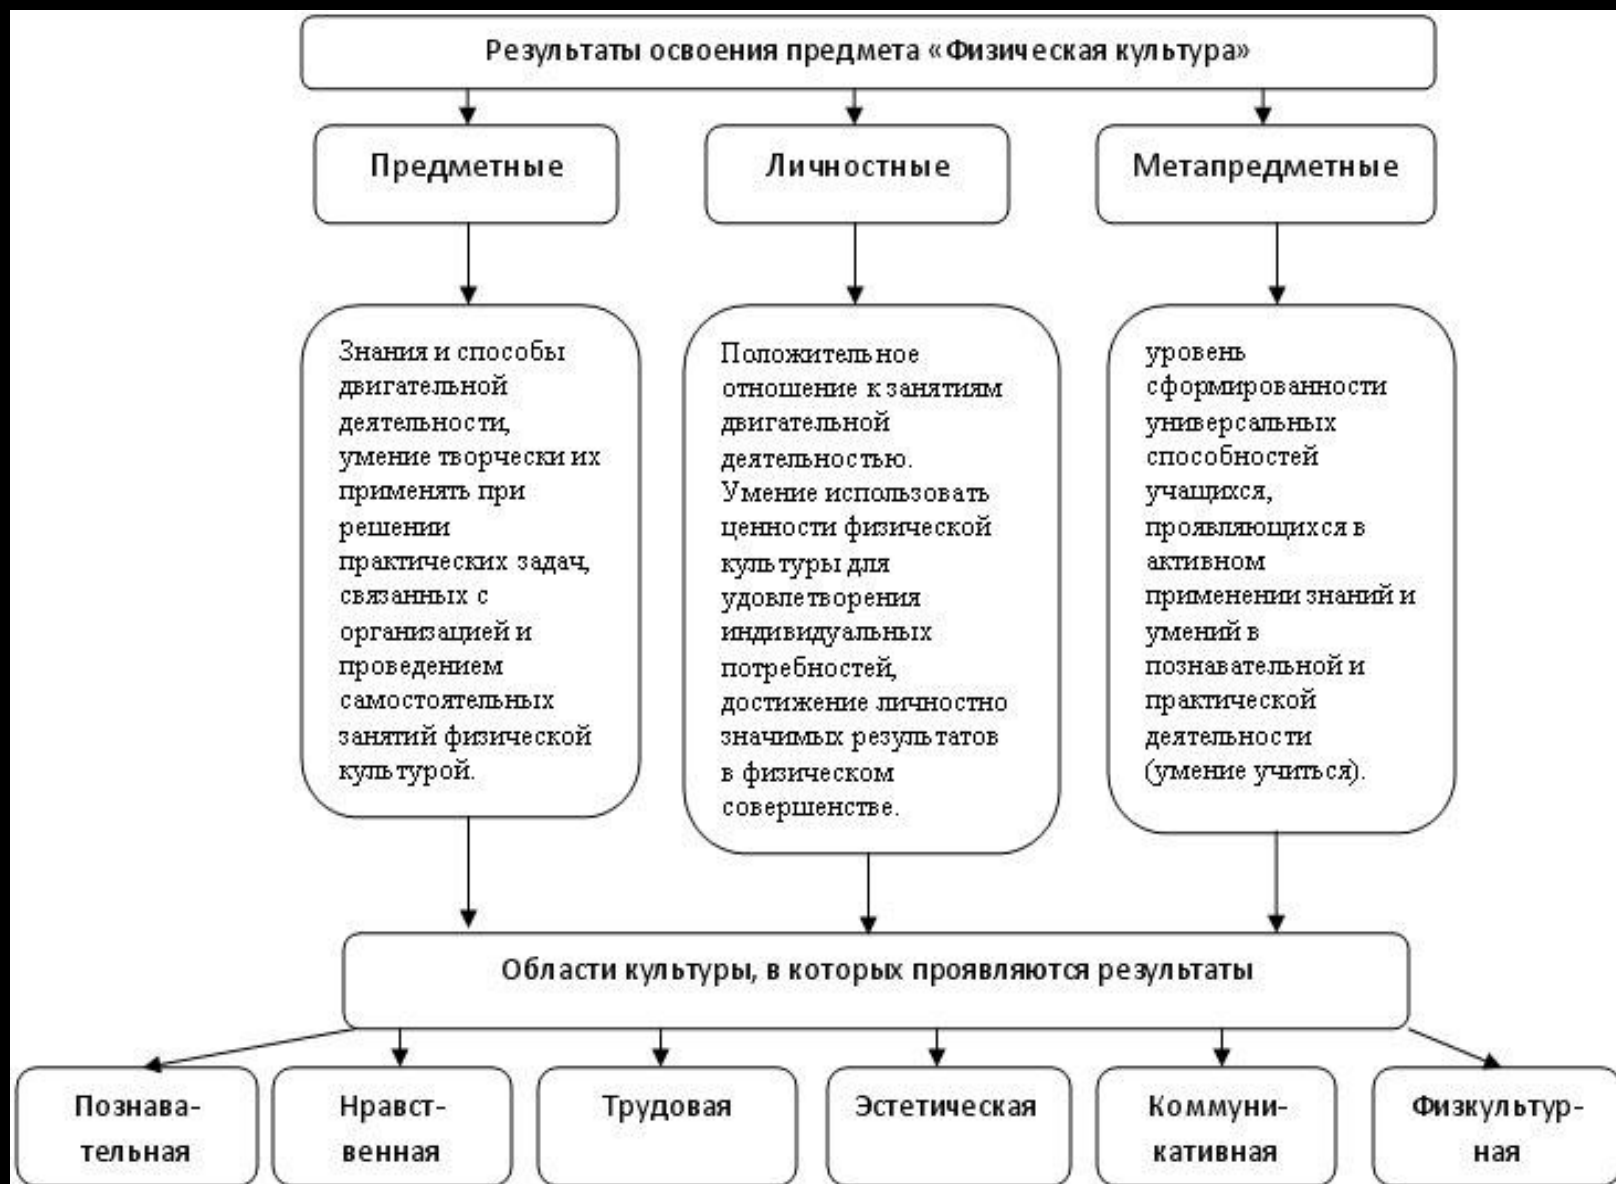 Результаты освоения предмета «Физическая культура»
Предметные
Личностные
Метапредметные
Знания и способы
двигательной
деятельности,
умение творчески их
применять при
решении
практических задач,
связанных с
организацией и
проведением
самостоятельных
занятий физической
культурой.
Положительное
отношение к занятиям
двигательной
деятельностью.
Умение использовать
ценности физической
культуры для
удовлетворения
индивидуальных
потребностей,
достижение личностно
значимых результатов
в физическом
совершенстве.
уровень
сформированности
универсальных
способностей
учащихся,
проявляющихся в
активном
применении знаний и
умений в
познавательной и
практической
деятельности
(умение учиться).
Области культуры, в которых проявляются результаты
Познава-
тельная
Нравст-
венная
Трудовая
Эстетическая
Коммуни-
кативная
Физкультур-
ная